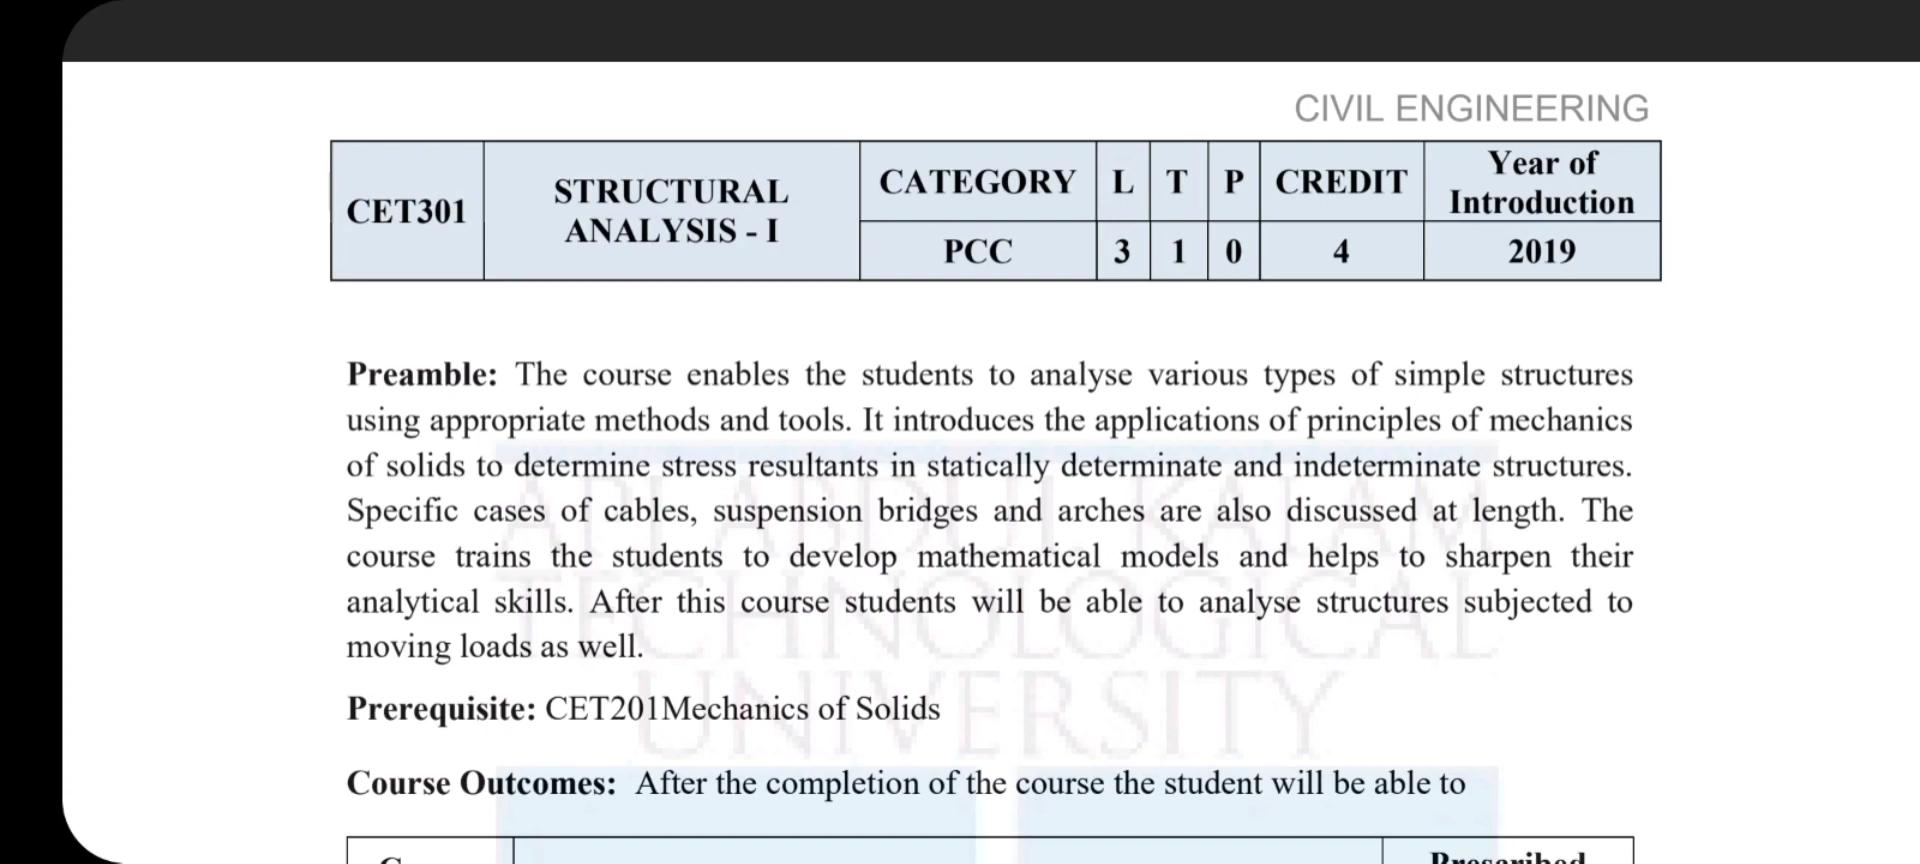 CIVIL ENGINEERING
CET301
STRUCTURAL
ANALYSIS - I
CATEGORY L T P CREDIT Year of
Introduction
PCC 3 1 0 4 2019
Preamble: The course enables the students to analyse various types of simple structures
using appropriate methods and tools. It introduces the applications of principles of mechanics
of solids to determine stress resultants in statically determinate and indeterminate structures.
Specific cases of cables, suspension bridges and arches are also discussed at length. The
course trains the students to develop mathematical models and helps to sharpen their
analytical skills. After this course students will be able to analyse structures subjected to
moving loads as well.
Prerequisite: CET201Mechanics of Solids
Course Outcomes: After the completion of the course the student will be able to
Prescribed
API ABDUL KALAM
TECHNOLOGICAL
UNIVERSITY